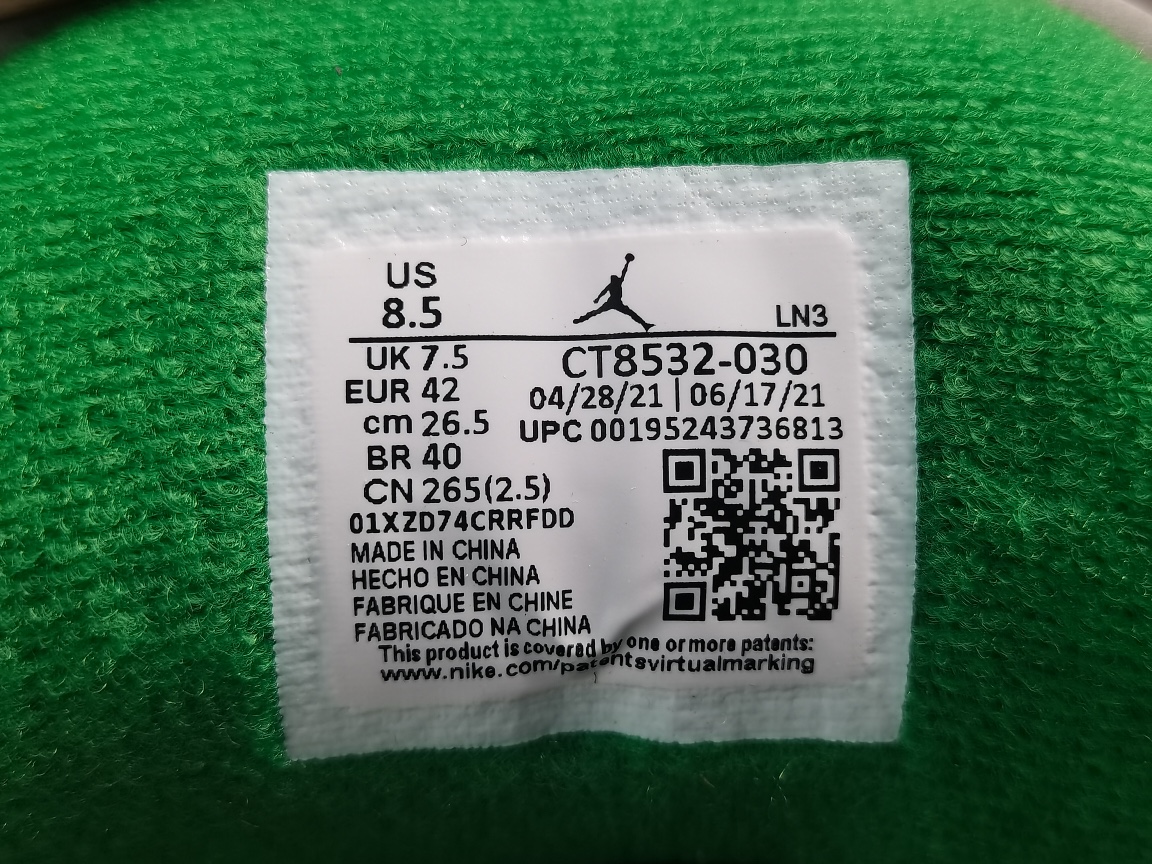 US
8.5
LN3
UK 7.5
EUR 42
cm 26.5
BR 40
CN 265(2.5)
CT8532-030
04/28/21 | 06/17/21
UPC 00195243736813
01XZD74CRRFDD
MADE IN CHINA
HECHO EN CHINA
FABRIQUE EN CHINE
FABRICADO NA CHINA
This product is covered by one or more patents:
www.nike.com/patentsvirtualmarking